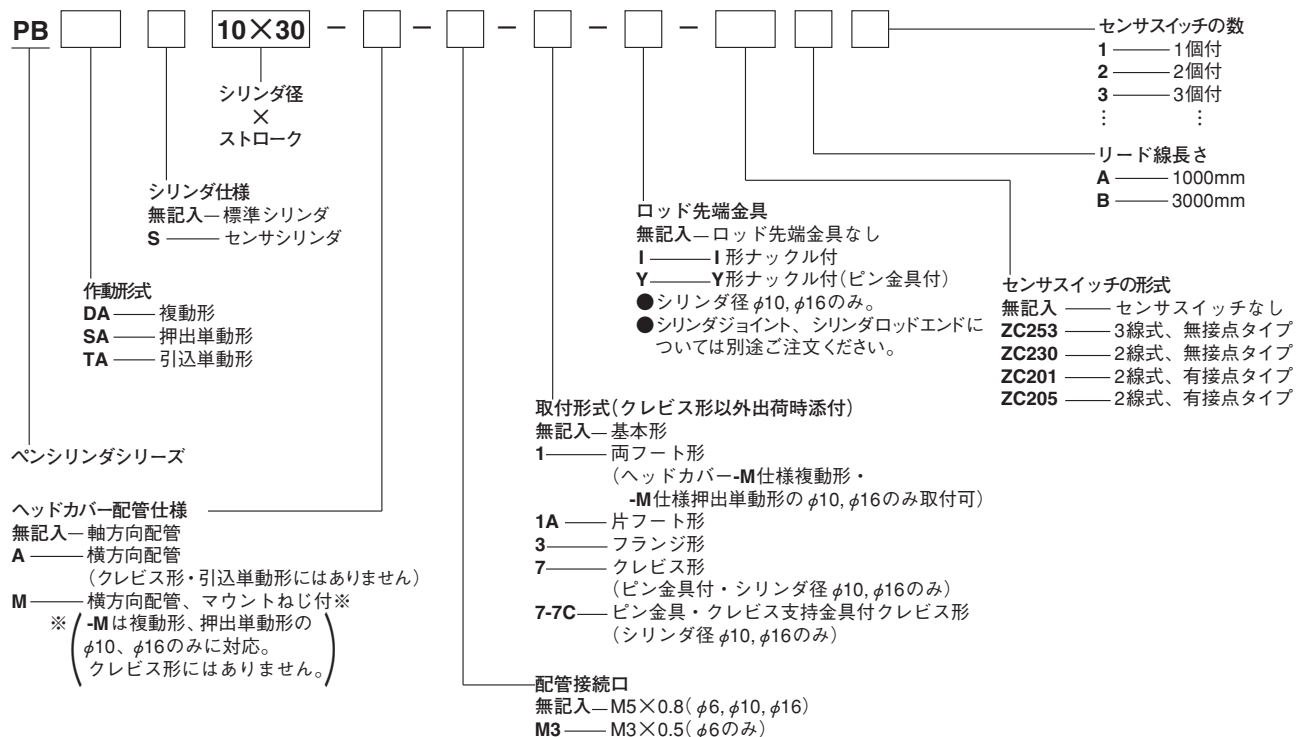 PB 10×30 － － － － －
シリンダ径
×
ストローク
センサスイッチの数
1 —— 1個付
2 —— 2個付
3 —— 3個付
⋮ ⋮
リード線長さ
A —— 1000mm
B —— 3000mm
シリンダ仕様
無記入—標準シリンダ
S —— センサシリンダ
ロッド先端金具
無記入—ロッド先端金具なし
I —— I形ナックル付
Y —— Y形ナックル付(ピン金具付)
●シリンダ径φ10,φ16のみ。
●シリンダジョイント、シリンダロッドエンドに
ついては別途ご注文ください。
センサスイッチの形式
無記入 —— センサスイッチなし
ZC253 —— 3線式、無接点タイプ
ZC230 —— 2線式、無接点タイプ
ZC201 —— 2線式、有接点タイプ
ZC205 —— 2線式、有接点タイプ
作動形式
DA —— 複動形
SA —— 押出単動形
TA —— 引込単動形
取付形式(クレビス形以外出荷時添付)
無記入—基本形
1 —— 両フート形
(ヘッドカバー-M仕様複動形・
-M仕様押出単動形のφ10,φ16のみ取付可)
1A —— 片フート形
3 —— フランジ形
7 —— クレビス形
(ピン金具付・シリンダ径φ10,φ16のみ)
7-7C —— ピン金具・クレビス支持金具付クレビス形
(シリンダ径φ10,φ16のみ)
ペンシリンダシリーズ
ヘッドカバー配管仕様
無記入—軸方向配管
A —— 横方向配管
(クレビス形・引込単動形にはありません)
M —— 横方向配管、マウントねじ付※
※(-Mは複動形、押出単動形の
φ10、φ16のみに対応。
クレビス形にはありません。)
配管接続口
無記入—M5×0.8(φ6,φ10,φ16)
M3 —— M3×0.5(φ6のみ)